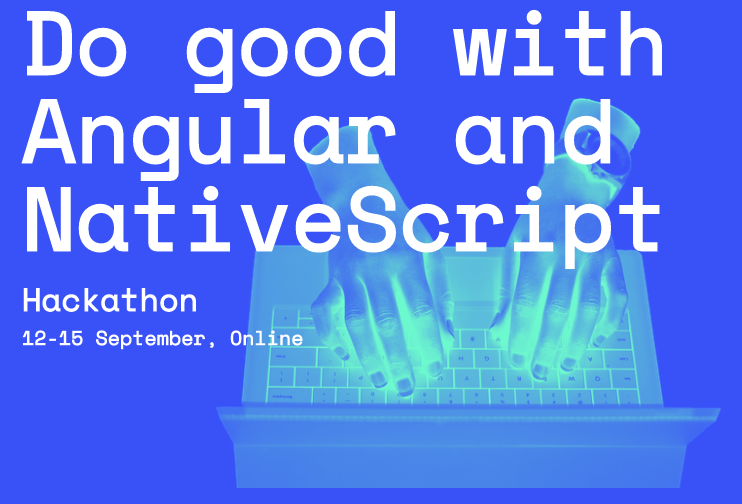 Do good with
Angular and
NativeScript
Hackathon
12-15 September, Online